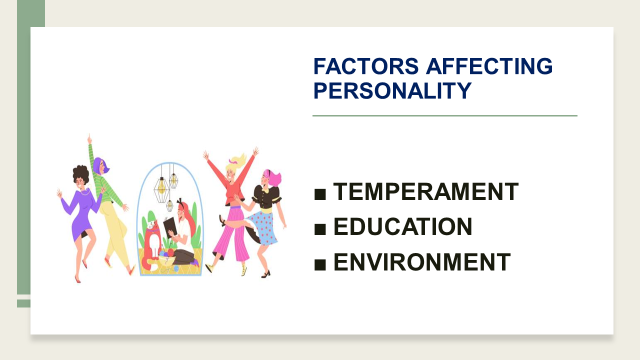 FACTORS AFFECTING
PERSONALITY
■ TEMPERAMENT
■ EDUCATION
■ ENVIRONMENT